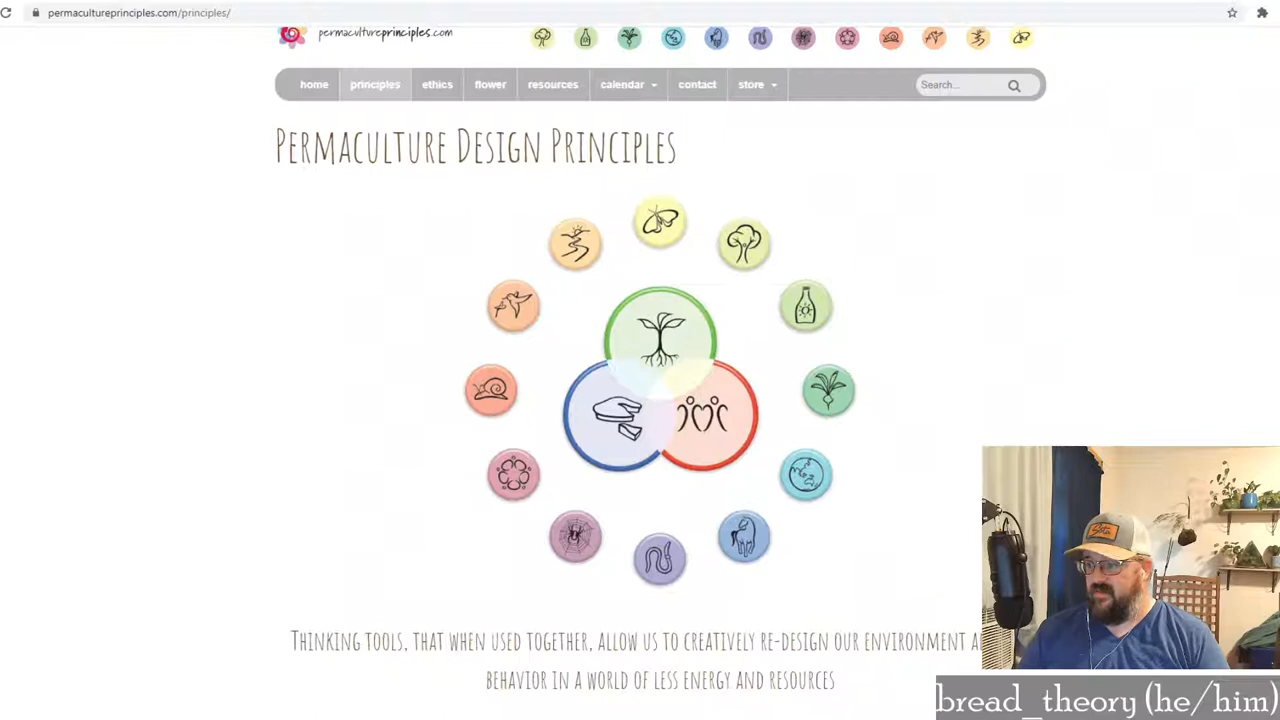 permacultureprinciples.com/principles/
permacultureprinciples.com
home principles ethics flower resources calendar contact store Search...
Permaculture Design Principles
Thinking tools, that when used together, allow us to creatively re-design our environment
behavior in a world of less energy and resources
bread_theory (he/him)